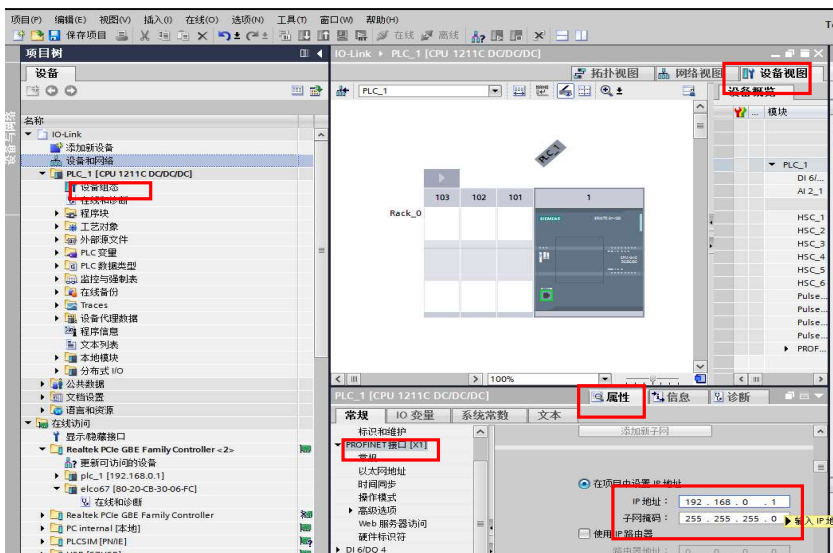 项目(P) 编辑(E) 视图(V) 插入(I) 在线(O) 选项(N) 工具(T) 窗口(W) 帮助(H)
保存项目 在线 离线
项目树
IO-Link ▸ PLC_1 [CPU 1211C DC/DC/DC]
设备
拓扑视图 网络视图 设备视图
PLC_1
设备概览
名称
... 模块
IO-Link
添加新设备
设备和网络
PLC_1 [CPU 1211C DC/DC/DC]
设备组态
在线和诊断
程序块
工艺对象
外部源文件
PLC 变量
PLC 数据类型
监控与强制表
在线备份
Traces
设备代理数据
程序信息
文本列表
本地模块
分布式 I/O
公共数据
文档设置
语言和资源
在线访问
显示/隐藏接口
Realtek PCIe GBE Family Controller <2>
更新可访问的设备
plc_1 [192.168.0.1]
elco67 [80-20-CB-30-06-FC]
在线和诊断
Realtek PCIe GBE Family Controller
PC internal [本地]
PLCSIM [PN/IE]
PLC_1
103 102 101 1
Rack_0
SIEMENS
PLC_1
DI 6/...
AI 2_1
HSC_1
HSC_2
HSC_3
HSC_4
HSC_5
HSC_6
Pulse...
Pulse...
Pulse...
Pulse...
PROF...
100%
PLC_1 [CPU 1211C DC/DC/DC]
属性 信息 诊断
常规 IO 变量 系统常数 文本
标识和维护
PROFINET接口 [X1]
常规
以太网地址
时间同步
操作模式
高级选项
Web 服务器访问
硬件标识符
DI 6/DQ 4
添加新子网
在项目中设置 IP 地址
IP 地址： 192 . 168 . 0 . 1
子网掩码： 255 . 255 . 255 . 0
输入 IP 地
使用 IP 路由器
路由器地址： 0 . 0 . 0 . 0